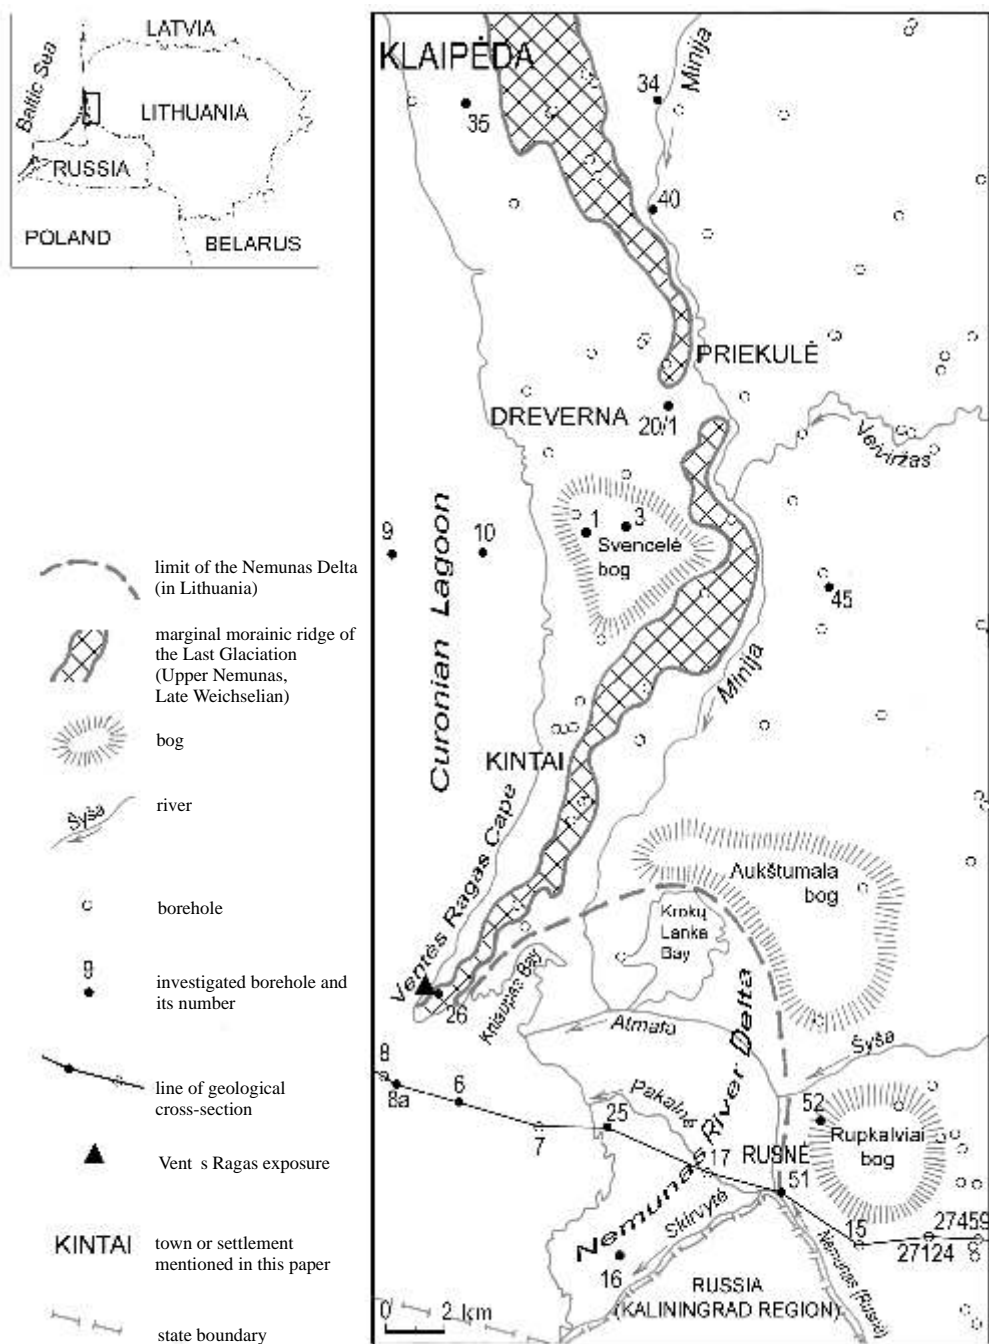 LATVIA
Baltic Sea
LITHUANIA
RUSSIA
POLAND
BELARUS
limit of the Nemunas Delta
(in Lithuania)
marginal morainic ridge of
the Last Glaciation
(Upper Nemunas,
Late Weichselian)
bog
Šyša
river
borehole
9
investigated borehole and
its number
line of geological
cross-section
Vent s Ragas exposure
KINTAI
town or settlement
mentioned in this paper
state boundary
KLAIPĖDA
Minija
35
34
40
PRIEKULĖ
DREVERNA
20/1
Veiviržas
9
10
1
3
Svencelė
bog
45
Curonian Lagoon
Minija
KINTAI
Ventės Ragas Cape
Aukštumala
bog
Krokų
Lanka
Bay
26
Kniaupas Bay
Atmata
Šyša
8
8a
6
7
25
Pakalnė
17
RUSNĖ
51
52
Rupkalviai
bog
Nemunas River Delta
Skirvytė
16
15
27124
27459
Nemunas (Rusnė)
RUSSIA
(KALININGRAD REGION)
0 2 km